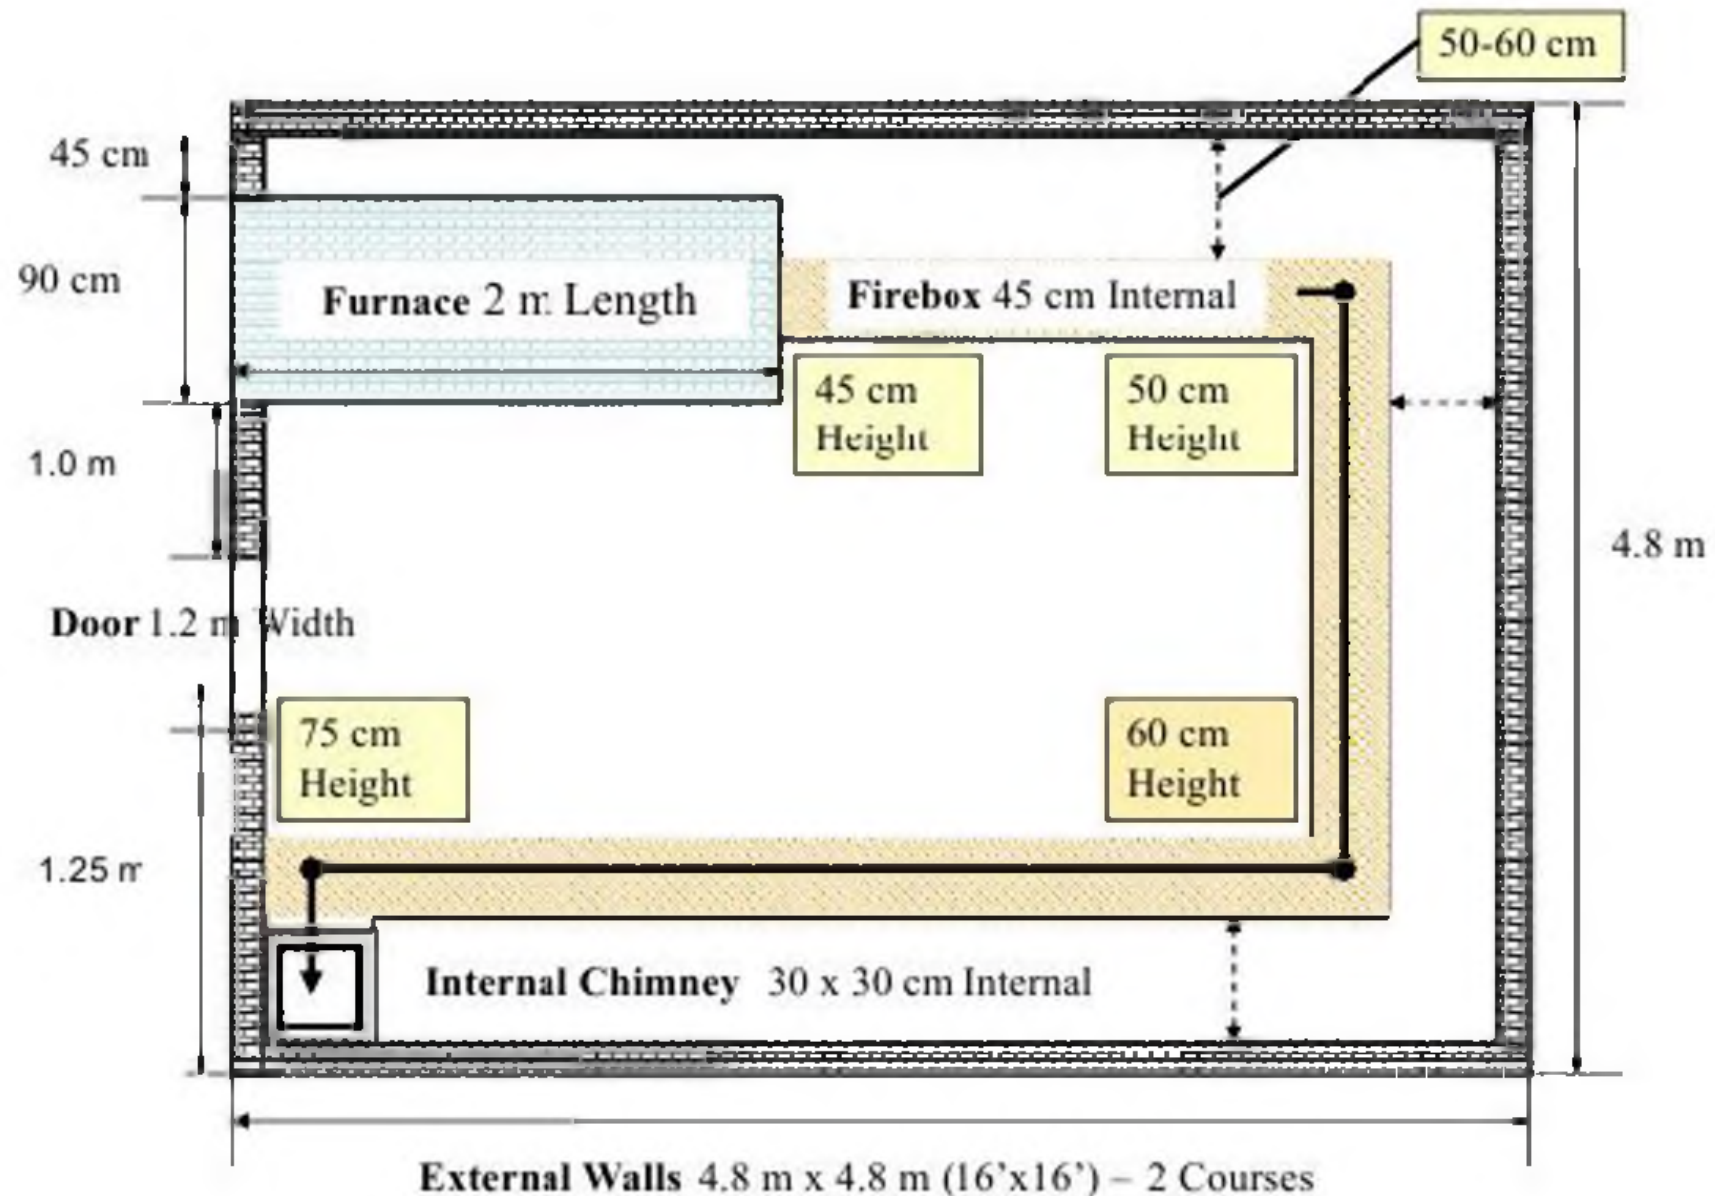 50-60 cm
45 cm
90 cm
Furnace 2 m Length
Firebox 45 cm Internal
45 cm
Height
50 cm
Height
1.0 m
4.8 m
Door 1.2 m Width
75 cm
Height
60 cm
Height
1.25 m
Internal Chimney 30 x 30 cm Internal
External Walls 4.8 m x 4.8 m (16’x16’) – 2 Courses